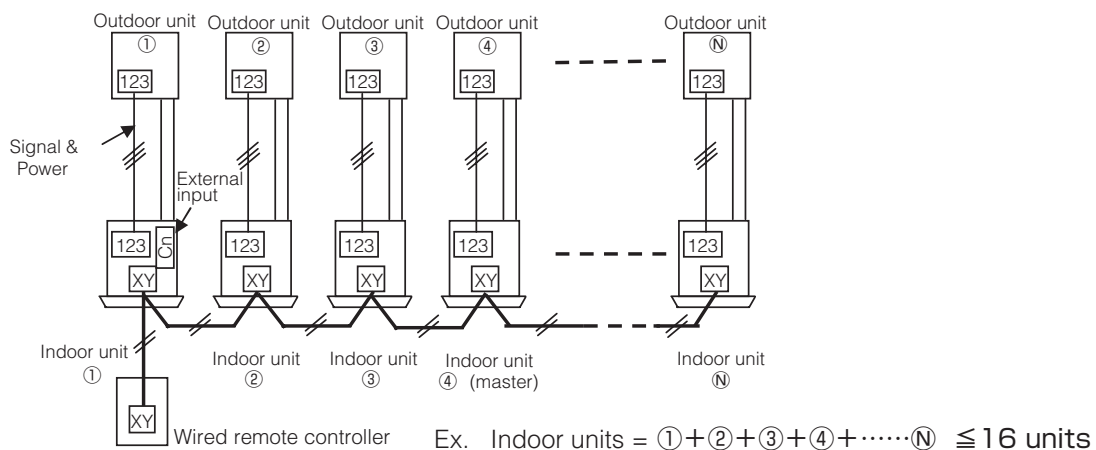 Outdoor unit Outdoor unit Outdoor unit Outdoor unit Outdoor unit
① ② ③ ④ Ⓝ
123 123 123 123 123
Signal &
Power
External
input
123 Cn 123 123 123 123
XY XY XY XY XY
Indoor unit Indoor unit Indoor unit Indoor unit Indoor unit
① ② ③ ④ (master) Ⓝ
XY
Wired remote controller Ex. Indoor units = ①+②+③+④+······Ⓝ ≦16 units